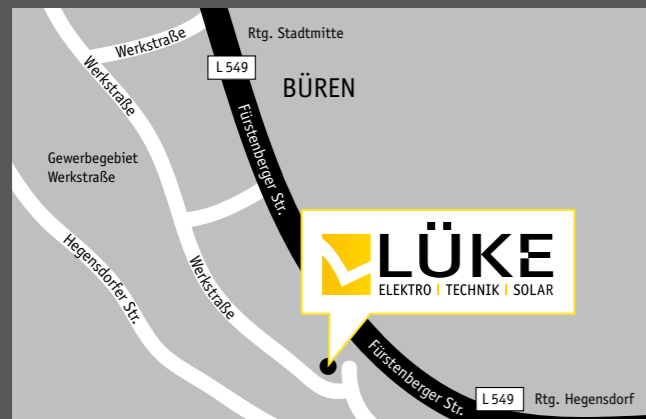 Werkstraße
Rtg. Stadtmitte
L 549
BÜREN
Werkstraße
Fürstenberger Str.
Gewerbegebiet
Werkstraße
Hegensdorfer Str.
Werkstraße
LÜKE
ELEKTRO | TECHNIK | SOLAR
Fürstenberger Str.
L 549
Rtg. Hegensdorf